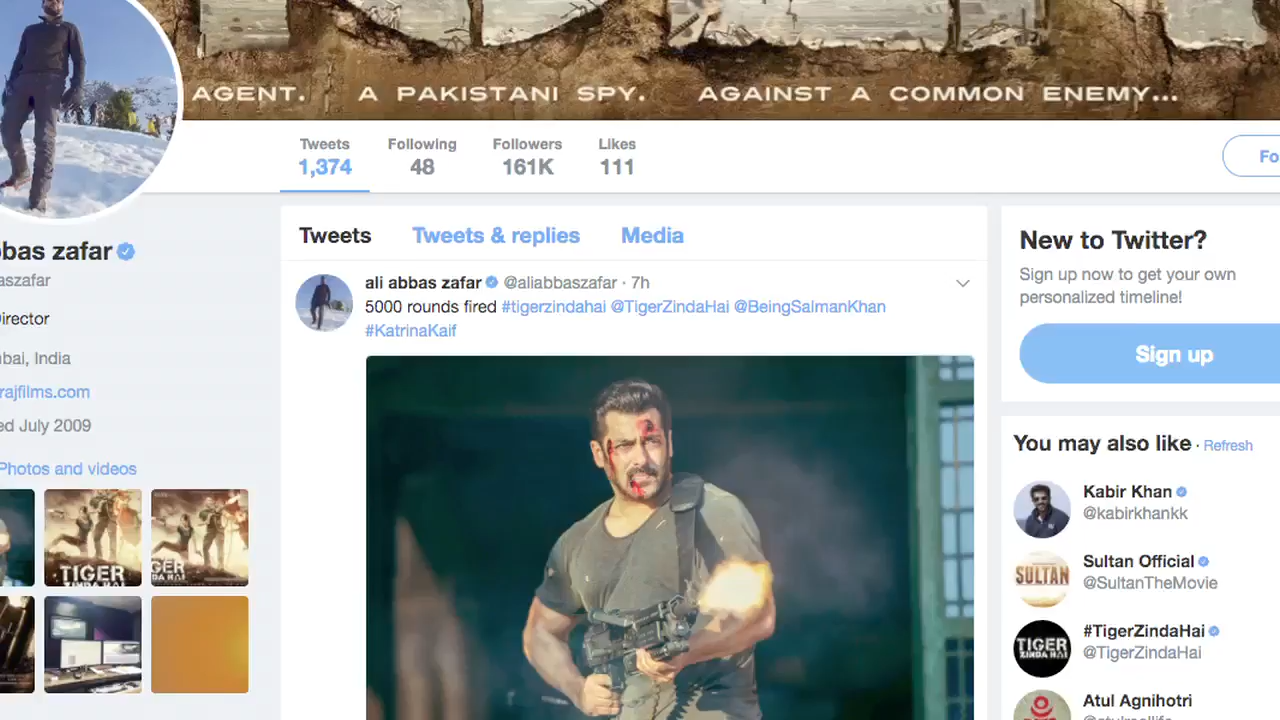 AGENT. A PAKISTANI SPY. AGAINST A COMMON ENEMY...
Tweets Following Followers Likes
1,374 48 161K 111
Fo
bbas zafar
aszafar
Director
bai, India
rajfilms.com
ed July 2009
Photos and videos
TIGER
ZINDA HAI
Tweets Tweets & replies Media
ali abbas zafar @aliabbaszafar · 7h
5000 rounds fired #tigerzindahai @TigerZindaHai @BeingSalmanKhan
#KatrinaKaif
New to Twitter?
Sign up now to get your own
personalized timeline!
Sign up
You may also like · Refresh
Kabir Khan
@kabirkhankk
SULTAN
Sultan Official
@SultanTheMovie
TIGER
ZINDA HAI
#TigerZindaHai
@TigerZindaHai
Atul Agnihotri